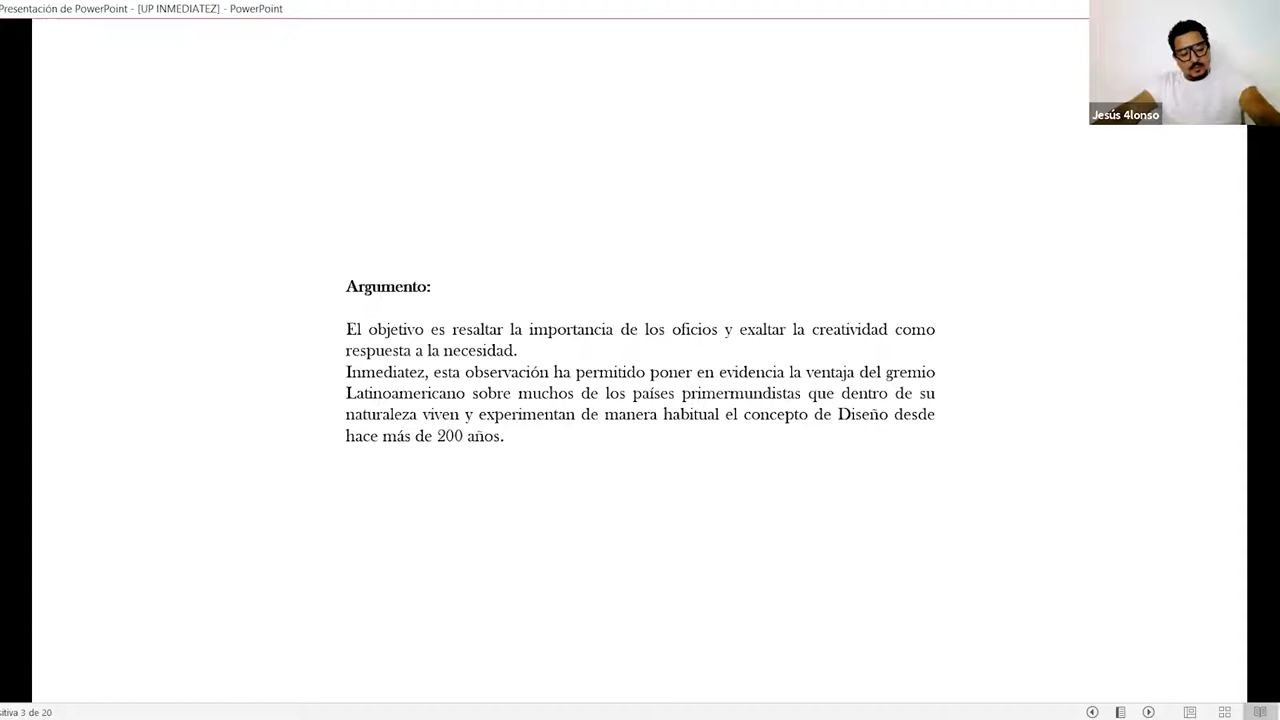 Presentación de PowerPoint - [UP INMEDIATEZ] - PowerPoint
Jesús 4lonso
Argumento:
El objetivo es resaltar la importancia de los oficios y exaltar la creatividad como
respuesta a la necesidad.
Inmediatez, esta observación ha permitido poner en evidencia la ventaja del gremio
Latinoamericano sobre muchos de los países primermundistas que dentro de su
naturaleza viven y experimentan de manera habitual el concepto de Diseño desde
hace más de 200 años.
sitiva 3 de 20